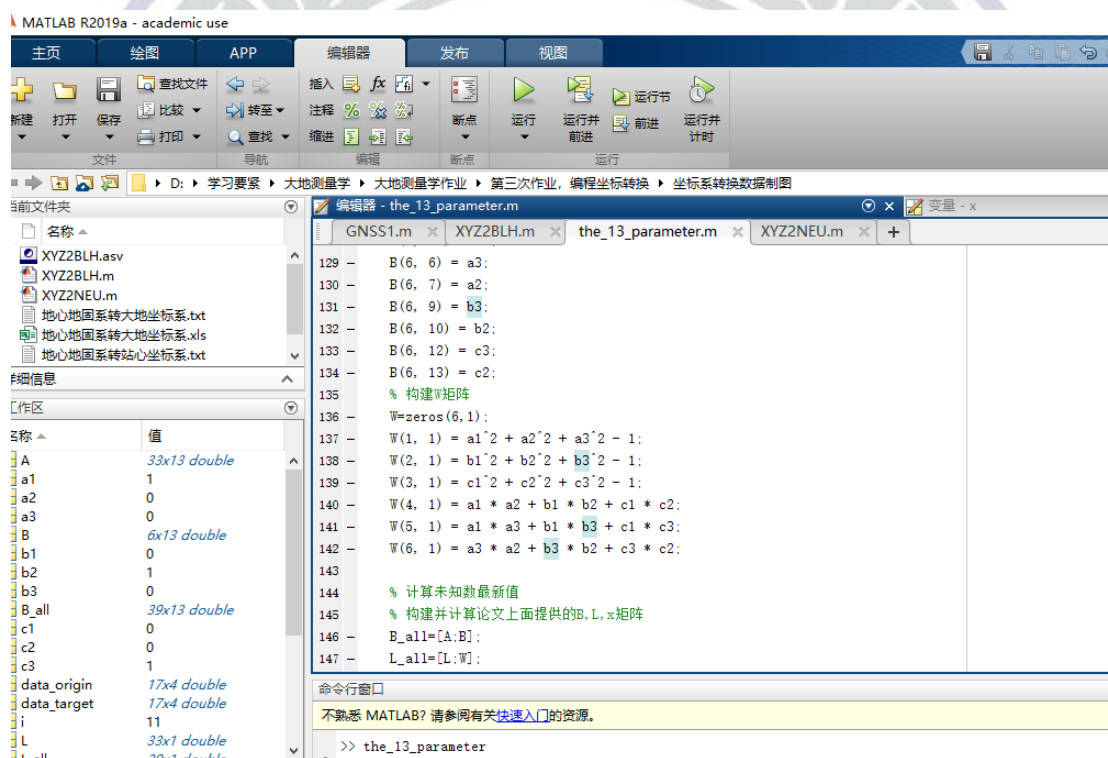 MATLAB R2019a - academic use
主页 绘图 APP 编辑器 发布 视图
查找文件 插入 fx
新建 打开 保存 比较 转至 注释 断点 运行 运行并前进 运行节 前进 运行并计时
打印 查找 缩进
文件 导航 编辑 断点 运行
D: 学习要紧 大地测量学 大地测量学作业 第三次作业,编程坐标转换 坐标系转换数据制图
当前文件夹
名称
XYZ2BLH.asv
XYZ2BLH.m
XYZ2NEU.m
地心地固系转大地坐标系.txt
地心地固系转大地坐标系.xls
地心地固系转站心坐标系.txt
详细信息
工作区
名称 值
A 33x13 double
a1 1
a2 0
a3 0
B 6x13 double
b1 0
b2 1
b3 0
B_all 39x13 double
c1 0
c2 0
c3 1
data_origin 17x4 double
data_target 17x4 double
i 11
L 33x1 double
L_all 39x1 double
编辑器 - the_13_parameter.m
变量 - x
GNSS1.m XYZ2BLH.m the_13_parameter.m XYZ2NEU.m
129 – B(6, 6) = a3;
130 – B(6, 7) = a2;
131 – B(6, 9) = b3;
132 – B(6, 10) = b2;
133 – B(6, 12) = c3;
134 – B(6, 13) = c2;
135 % 构建W矩阵
136 – W=zeros(6,1);
137 – W(1, 1) = a1^2 + a2^2 + a3^2 - 1;
138 – W(2, 1) = b1^2 + b2^2 + b3^2 - 1;
139 – W(3, 1) = c1^2 + c2^2 + c3^2 - 1;
140 – W(4, 1) = a1 * a2 + b1 * b2 + c1 * c2;
141 – W(5, 1) = a1 * a3 + b1 * b3 + c1 * c3;
142 – W(6, 1) = a3 * a2 + b3 * b2 + c3 * c2;
143
144 % 计算未知数最新值
145 % 构建并计算论文上面提供的B,L,x矩阵
146 – B_all=[A;B];
147 – L_all=[L;W];
命令行窗口
不熟悉 MATLAB? 请参阅有关快速入门的资源。
>> the_13_parameter